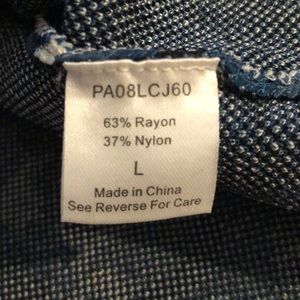 PA08LCJ60
63% Rayon
37% Nylon
L
Made in China
See Reverse For Care